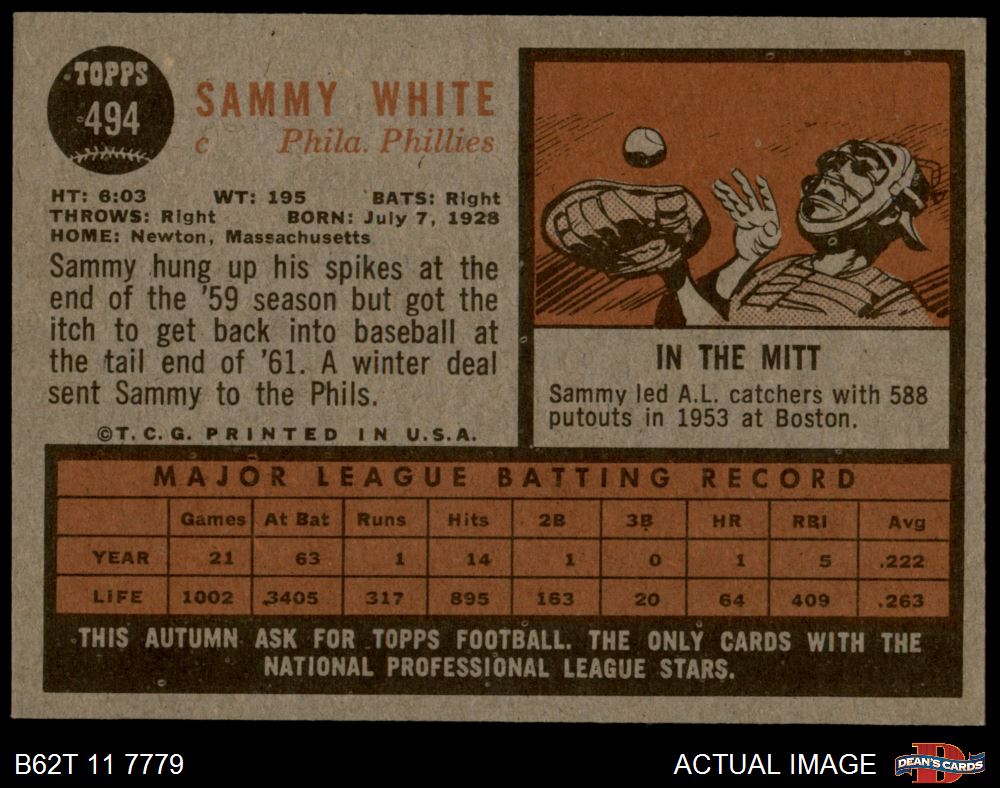 TOPPS
494
SAMMY WHITE
c Phila. Phillies
HT: 6:03 WT: 195 BATS: Right
THROWS: Right BORN: July 7, 1928
HOME: Newton, Massachusetts
Sammy hung up his spikes at the
end of the '59 season but got the
itch to get back into baseball at
the tail end of '61. A winter deal
sent Sammy to the Phils.
©T.C.G. PRINTED IN U.S.A.
IN THE MITT
Sammy led A.L. catchers with 588
putouts in 1953 at Boston.
MAJOR LEAGUE BATTING RECORD
Games At Bat Runs Hits 2B 3B HR RBI Avg
YEAR 21 63 1 14 1 0 1 5 .222
LIFE 1002 3405 317 895 163 20 64 409 .263
THIS AUTUMN ASK FOR TOPPS FOOTBALL. THE ONLY CARDS WITH THE
NATIONAL PROFESSIONAL LEAGUE STARS.
B62T 11 7779
ACTUAL IMAGE
DEAN'S CARDS